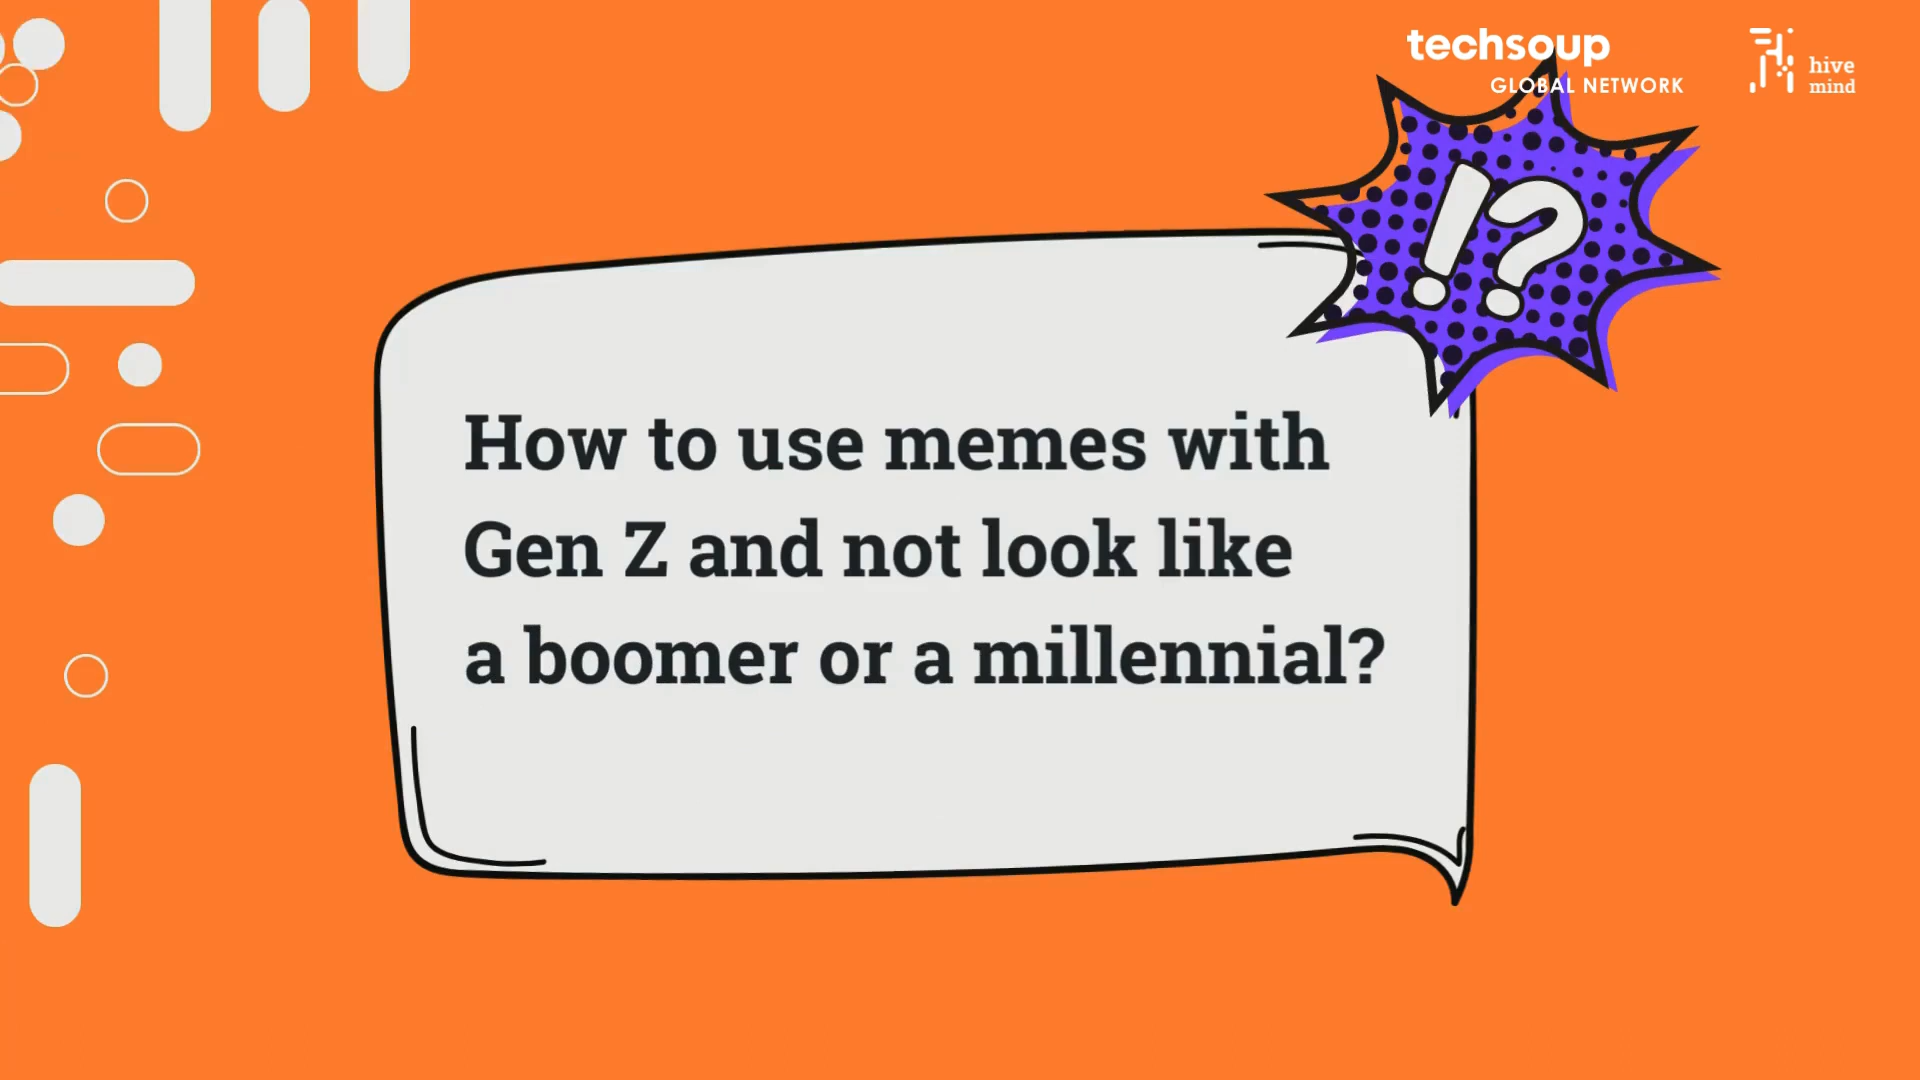 techsoup
GLOBAL NETWORK
hive
mind
!?
How to use memes with
Gen Z and not look like
a boomer or a millennial?